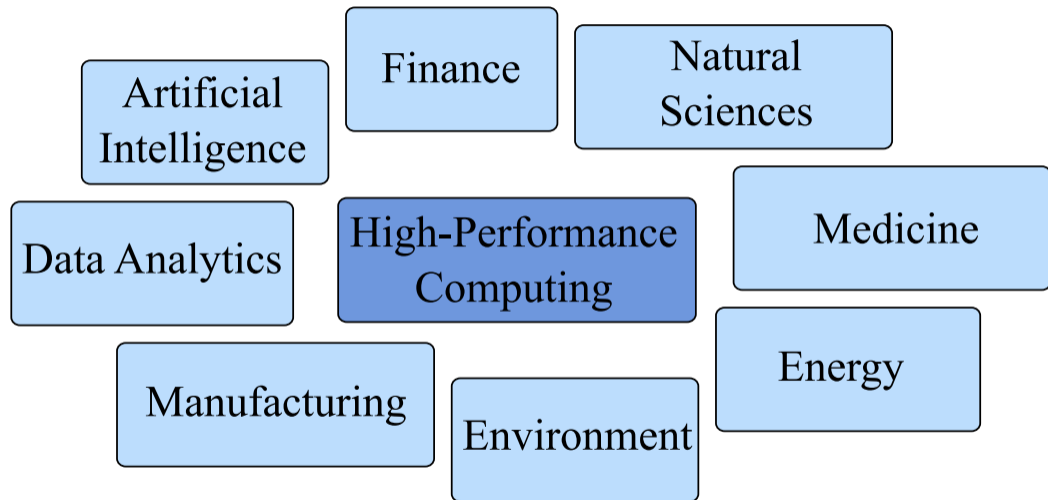 Finance
Natural
Sciences
Artificial
Intelligence
High-Performance
Computing
Medicine
Data Analytics
Energy
Manufacturing
Environment